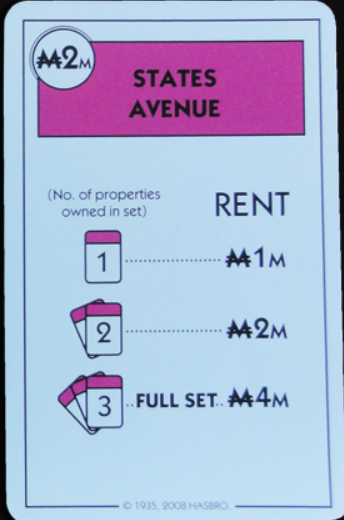 ₩2M
STATES
AVENUE
(No. of properties
owned in set)
RENT
1 ₩1M
2 ₩2M
3 FULL SET ₩4M
© 1935, 2008 HASBRO.